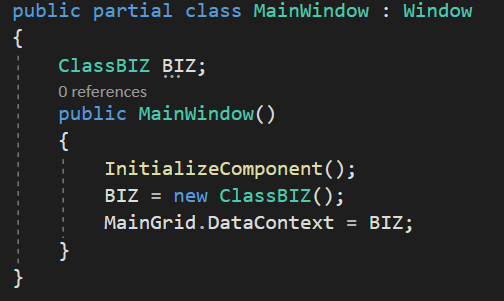 public partial class MainWindow : Window
{
ClassBIZ BIZ;
0 references
public MainWindow()
{
InitializeComponent();
BIZ = new ClassBIZ();
MainGrid.DataContext = BIZ;
}
}